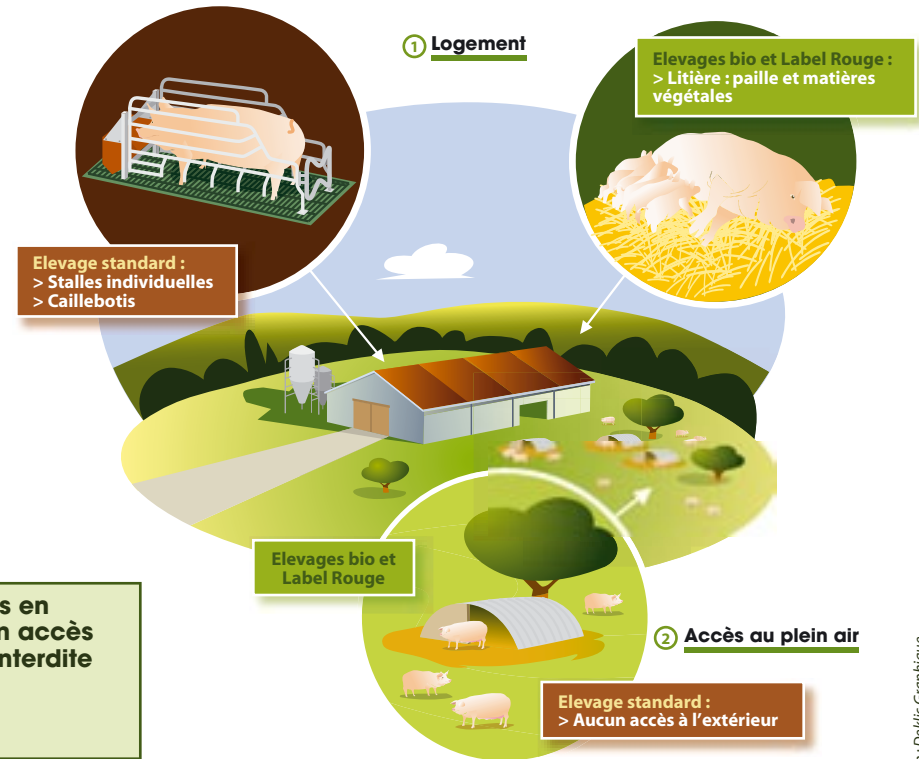 1 Logement
Elevages bio et Label Rouge :
> Litière : paille et matières
végétales
Elevage standard :
> Stalles individuelles
> Caillebotis
Elevages bio et
Label Rouge
s en
accès
nterdite
2 Accès au plein air
Elevage standard :
> Aucun accès à l'extérieur
Graphique